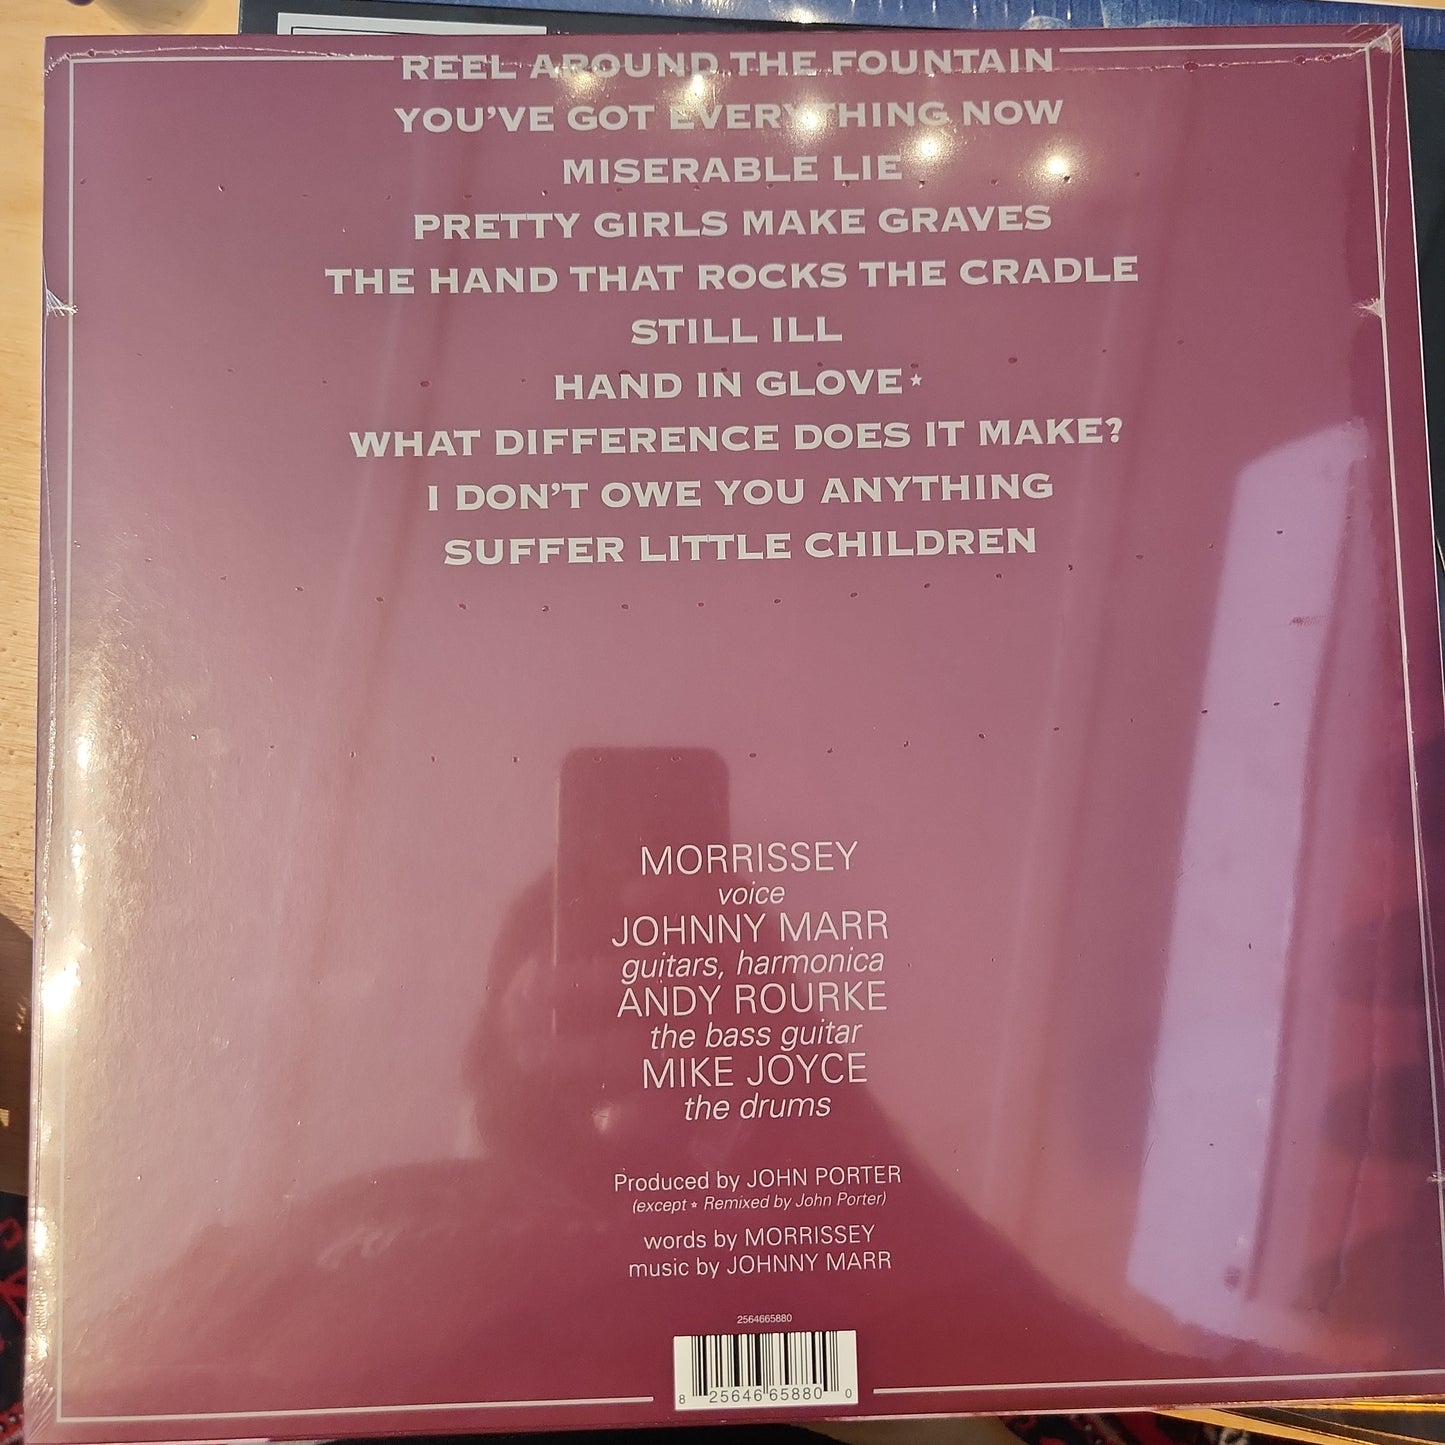 REEL AROUND THE FOUNTAIN
YOU'VE GOT EVERYTHING NOW
MISERABLE LIE
PRETTY GIRLS MAKE GRAVES
THE HAND THAT ROCKS THE CRADLE
STILL ILL
HAND IN GLOVE★
WHAT DIFFERENCE DOES IT MAKE?
I DON'T OWE YOU ANYTHING
SUFFER LITTLE CHILDREN
MORRISSEY
voice
JOHNNY MARR
guitars, harmonica
ANDY ROURKE
the bass guitar
MIKE JOYCE
the drums
Produced by JOHN PORTER
(except ★ Remixed by John Porter)
words by MORRISSEY
music by JOHNNY MARR
2564665880
8 25646 65880 0